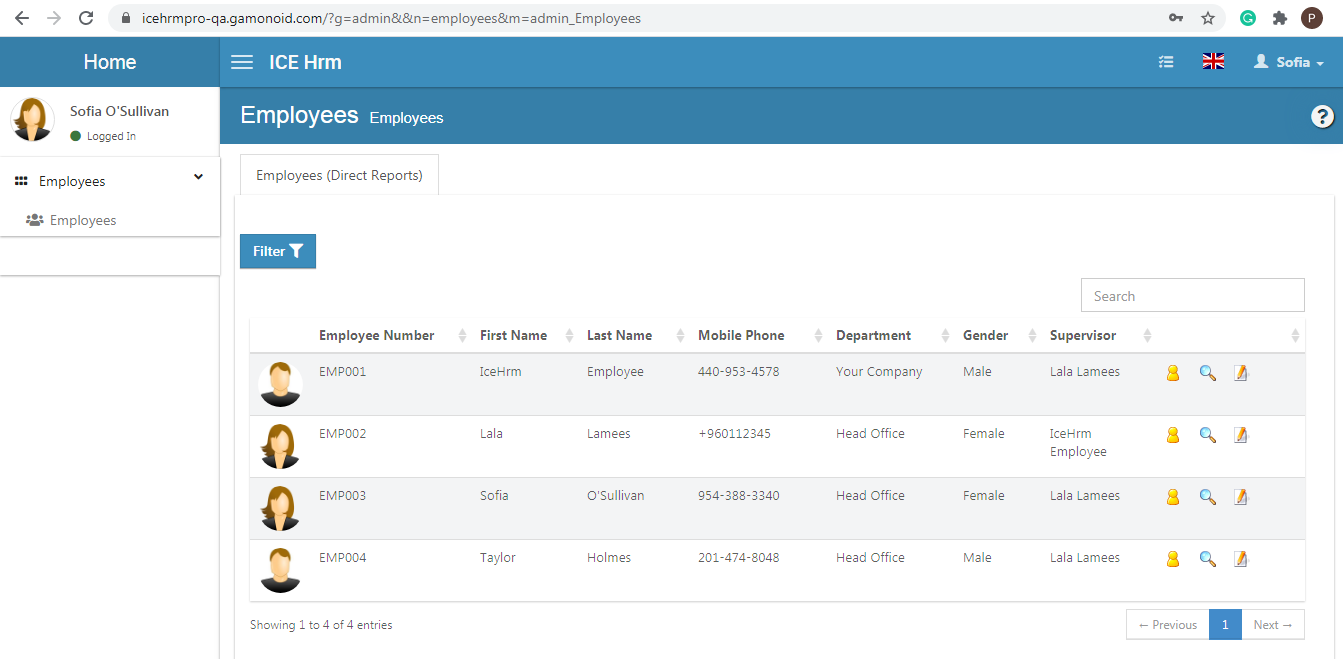 icehrmpro-qa.gamonoid.com/?g=admin&&n=employees&m=admin_Employees
P
Home
ICE Hrm
Sofia
Sofia O'Sullivan
Logged In
Employees Employees
?
Employees
Employees
Employees (Direct Reports)
Filter
Search
Employee Number First Name Last Name Mobile Phone Department Gender Supervisor
EMP001 IceHrm Employee 440-953-4578 Your Company Male Lala Lamees
EMP002 Lala Lamees +960112345 Head Office Female IceHrm
Employee
EMP003 Sofia O'Sullivan 954-388-3340 Head Office Female Lala Lamees
EMP004 Taylor Holmes 201-474-8048 Head Office Male Lala Lamees
Showing 1 to 4 of 4 entries
← Previous 1 Next →